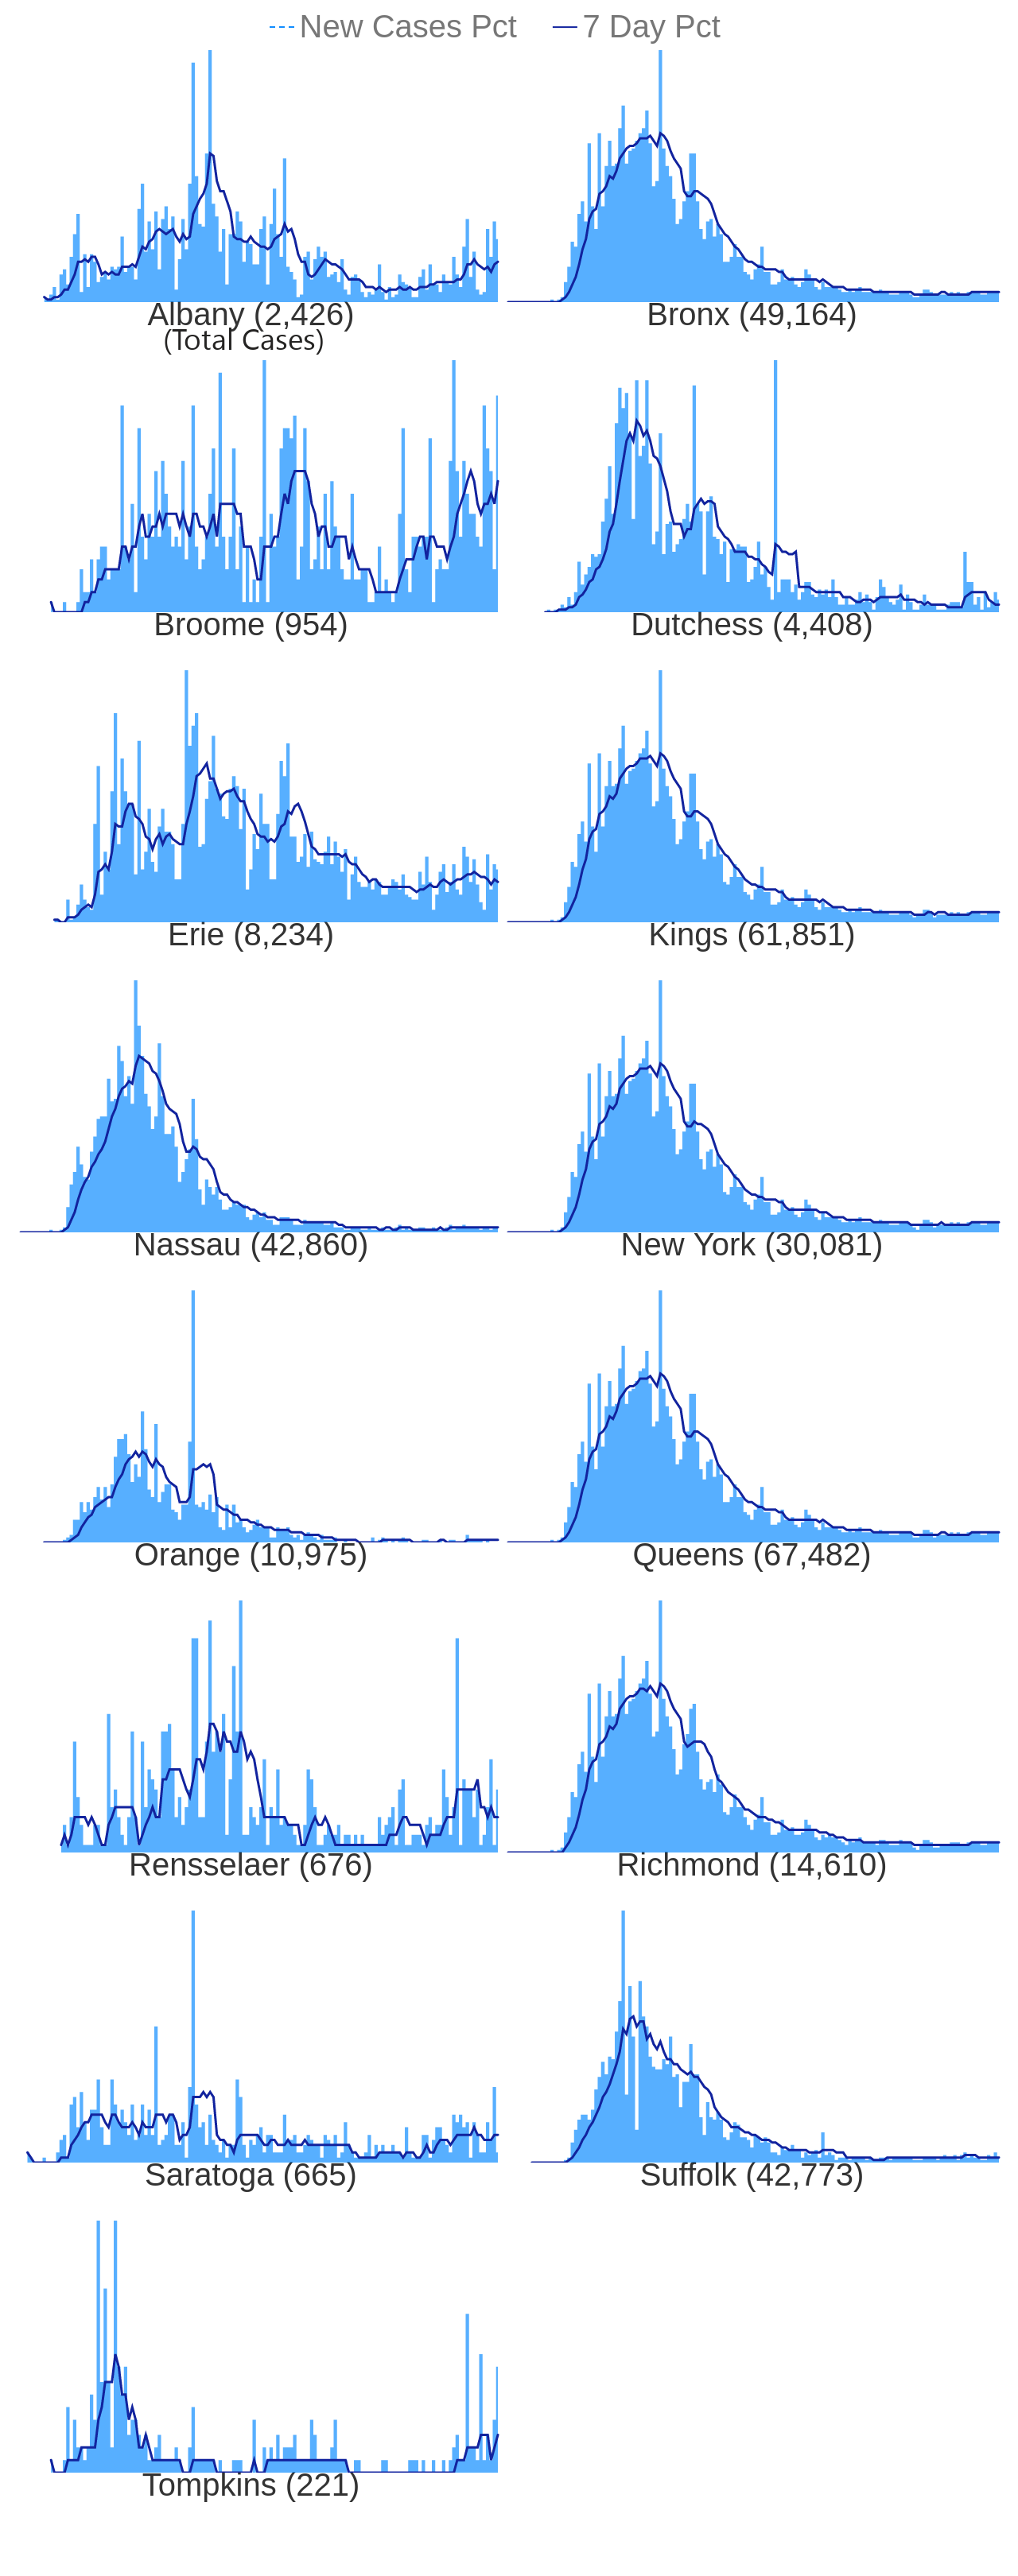 New Cases Pct 7 Day Pct
Albany (2,426) Bronx (49,164)
(Total Cases)
Broome (954) Dutchess (4,408)
Erie (8,234) Kings (61,851)
Nassau (42,860) New York (30,081)
Orange (10,975) Queens (67,482)
Rensselaer (676) Richmond (14,610)
Saratoga (665) Suffolk (42,773)
Tompkins (221)